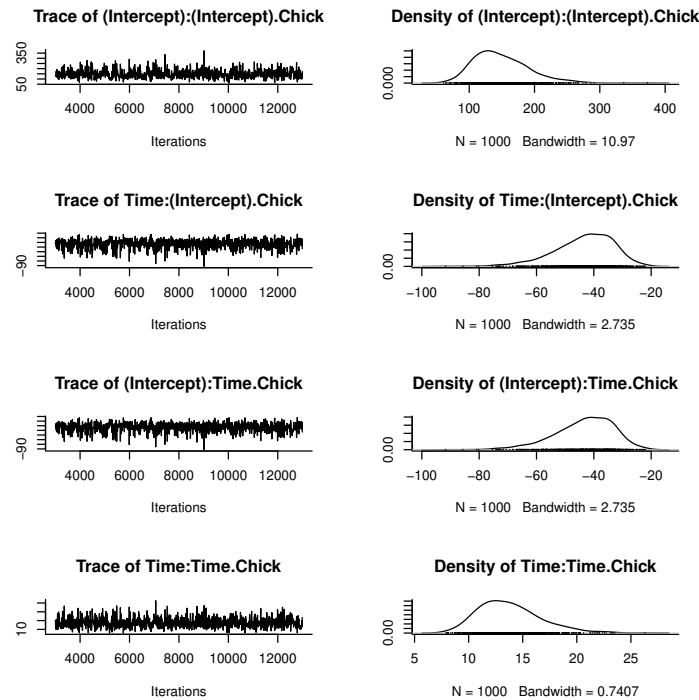 Trace of (Intercept):(Intercept).Chick
50 350
4000 6000 8000 10000 12000
Iterations
Density of (Intercept):(Intercept).Chick
0.000
100 200 300 400
N = 1000 Bandwidth = 10.97
Trace of Time:(Intercept).Chick
−90
4000 6000 8000 10000 12000
Iterations
Density of Time:(Intercept).Chick
0.00
−100 −80 −60 −40 −20
N = 1000 Bandwidth = 2.735
Trace of (Intercept):Time.Chick
−90
4000 6000 8000 10000 12000
Iterations
Density of (Intercept):Time.Chick
0.00
−100 −80 −60 −40 −20
N = 1000 Bandwidth = 2.735
Trace of Time:Time.Chick
10
4000 6000 8000 10000 12000
Iterations
Density of Time:Time.Chick
0.00
5 10 15 20 25
N = 1000 Bandwidth = 0.7407